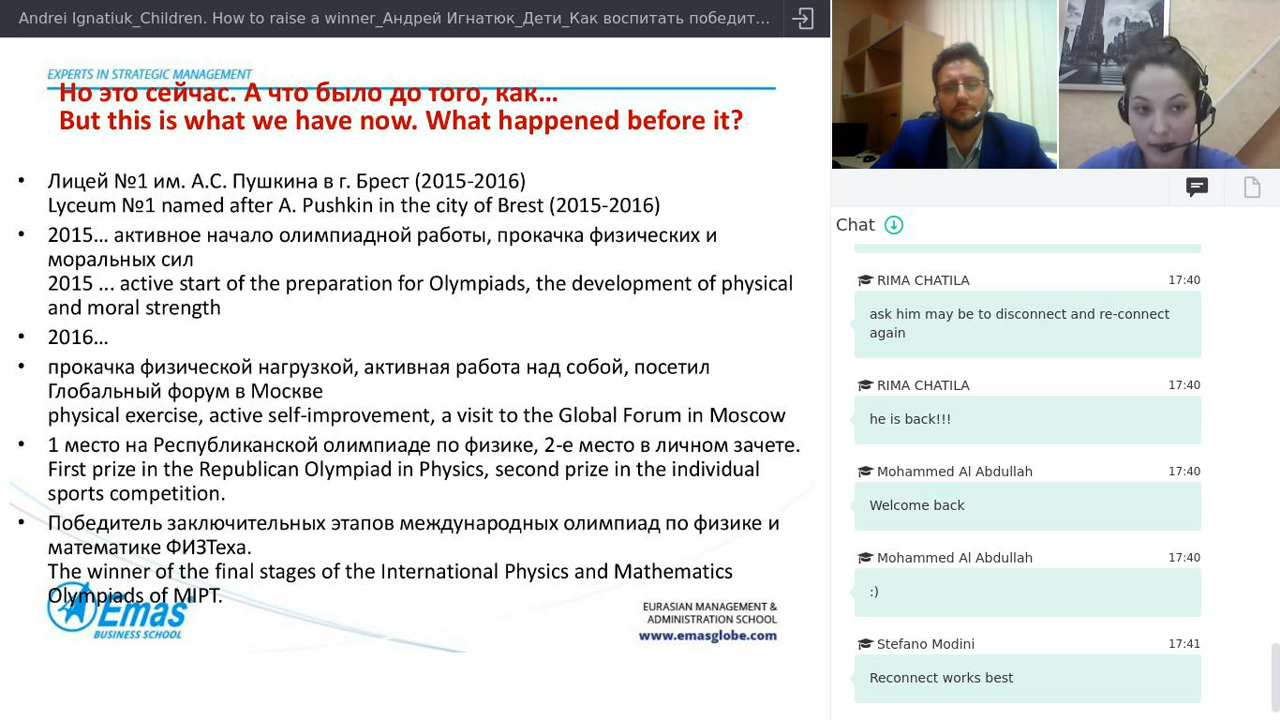 Andrei Ignatiuk_Children. How to raise a winner_Андрей Игнатюк_Дети_Как воспитать победит...
EXPERTS IN STRATEGIC MANAGEMENT
Но это сейчас. А что было до того, как...
But this is what we have now. What happened before it?
• Лицей №1 им. А.С. Пушкина в г. Брест (2015-2016)
Lyceum №1 named after A. Pushkin in the city of Brest (2015-2016)
• 2015... активное начало олимпиадной работы, прокачка физических и
моральных сил
2015 ... active start of the preparation for Olympiads, the development of physical
and moral strength
• 2016...
• прокачка физической нагрузкой, активная работа над собой, посетил
Глобальный форум в Москве
physical exercise, active self-improvement, a visit to the Global Forum in Moscow
• 1 место на Республиканской олимпиаде по физике, 2-е место в личном зачете.
First prize in the Republican Olympiad in Physics, second prize in the individual
sports competition.
• Победитель заключительных этапов международных олимпиад по физике и
математике ФИЗТеха.
The winner of the final stages of the International Physics and Mathematics
Olympiads of MIPT.
Emas
BUSINESS SCHOOL
EURASIAN MANAGEMENT &
ADMINISTRATION SCHOOL
www.emasglobe.com
Chat
RIMA CHATILA 17:40
ask him may be to disconnect and re-connect
again
RIMA CHATILA 17:40
he is back!!!
Mohammed Al Abdullah 17:40
Welcome back
Mohammed Al Abdullah 17:40
:)
Stefano Modini 17:41
Reconnect works best